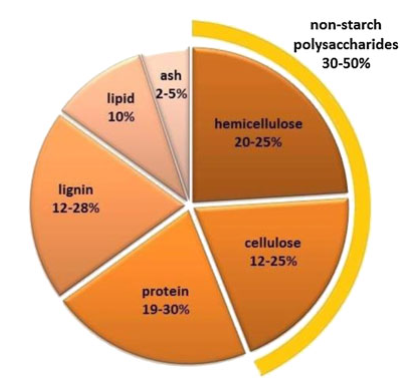 non-starch
polysaccharides
30-50%
ash
2-5%
lipid
10%
hemicellulose
20-25%
lignin
12-28%
cellulose
12-25%
protein
19-30%